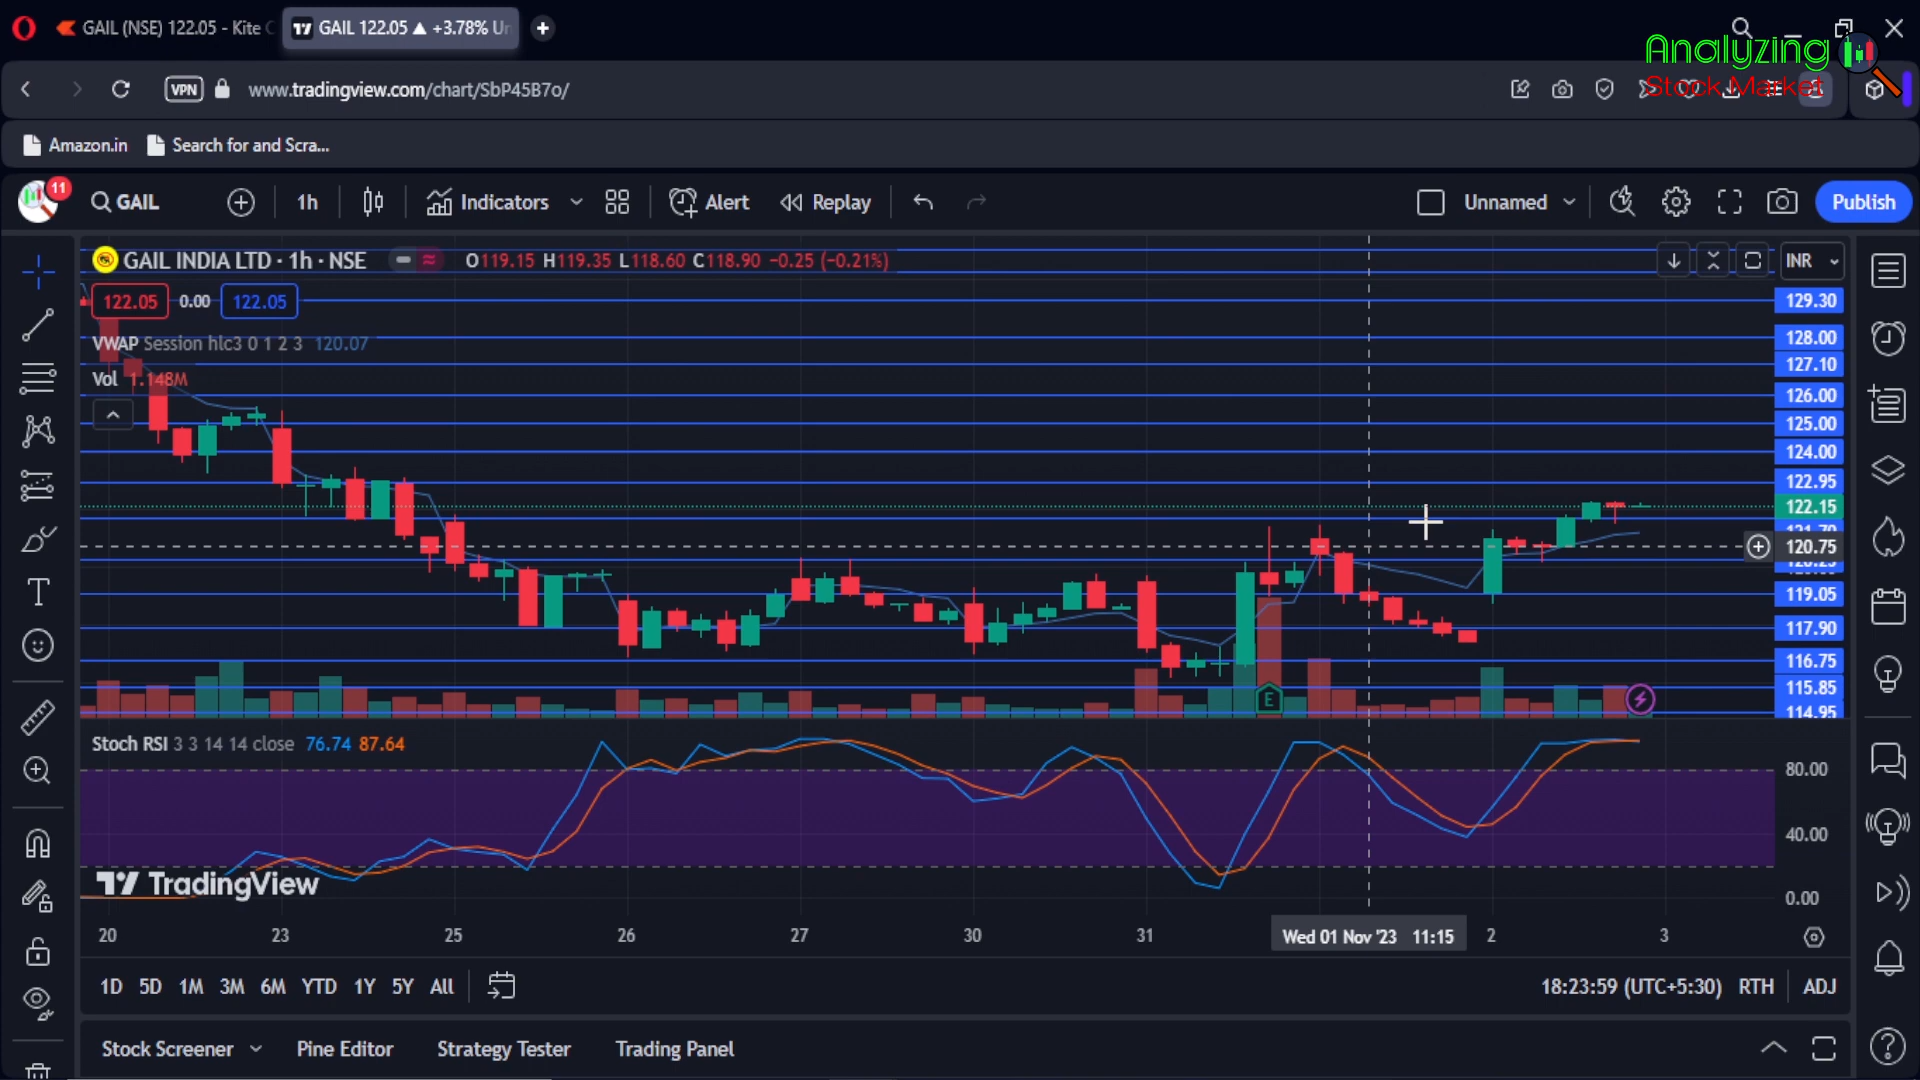 GAIL (NSE) 122.05 - Kite C
GAIL 122.05 ▲ +3.78% Un
Analyzing
Stock Market
VPN
www.tradingview.com/chart/SbP45B7o/
Amazon.in
Search for and Scra...
11
GAIL
1h
Indicators
Alert
Replay
Unnamed
Publish
GAIL INDIA LTD · 1h · NSE
O119.15 H119.35 L118.60 C118.90 −0.25 (−0.21%)
INR
122.05
0.00
122.05
VWAP Session hlc3 0 1 2 3 120.07
Vol 1.148M
129.30
128.00
127.10
126.00
125.00
124.00
122.95
122.15
120.75
119.05
117.90
116.75
115.85
114.95
E
Stoch RSI 3 3 14 14 close 76.74 87.64
80.00
40.00
0.00
TradingView
20
23
25
26
27
30
31
Wed 01 Nov '23 11:15
2
3
1D 5D 1M 3M 6M YTD 1Y 5Y All
18:23:59 (UTC+5:30)
RTH
ADJ
Stock Screener
Pine Editor
Strategy Tester
Trading Panel